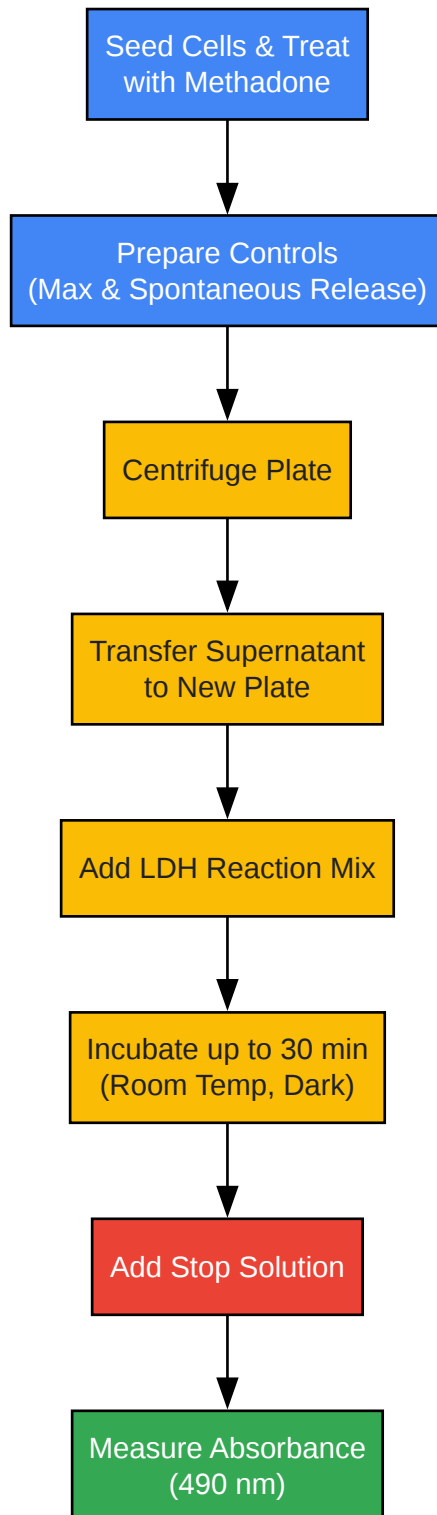 Seed Cells & Treat
with Methadone
Prepare Controls
(Max & Spontaneous Release)
Centrifuge Plate
Transfer Supernatant
to New Plate
Add LDH Reaction Mix
Incubate up to 30 min
(Room Temp, Dark)
Add Stop Solution
Measure Absorbance
(490 nm)